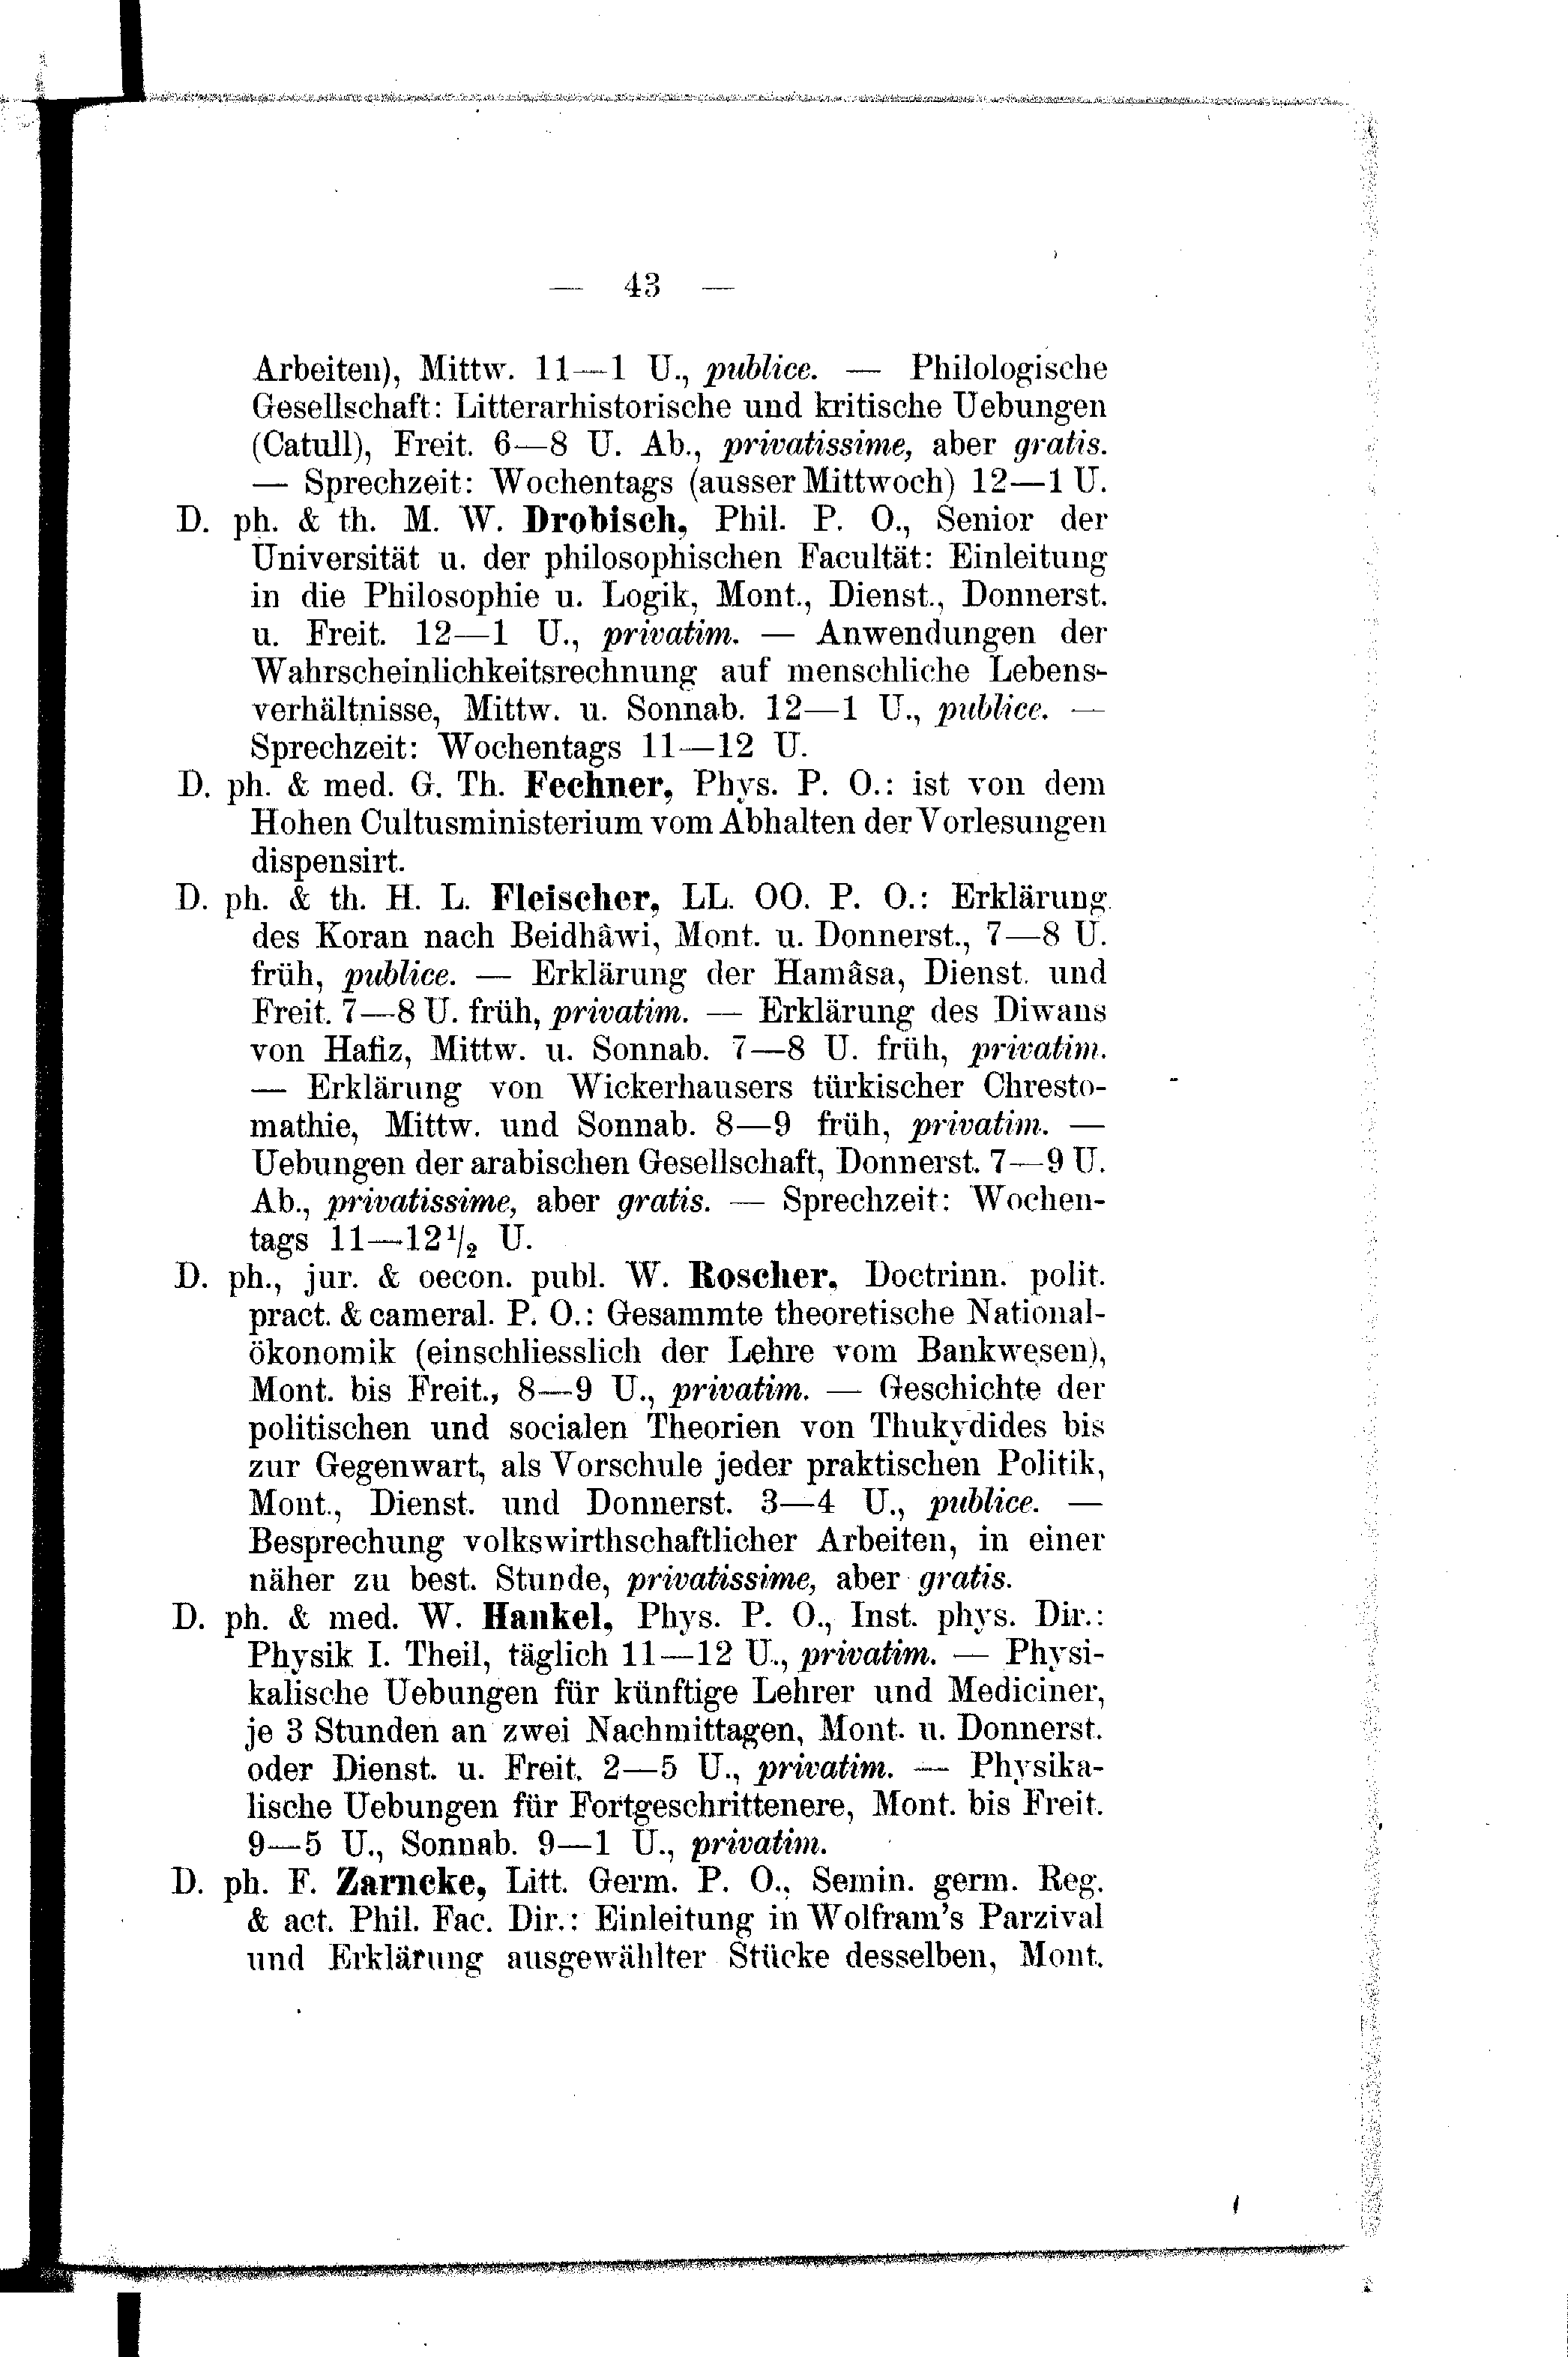 — 43 —
Arbeiten), Mittw. 11—1 U., publice. — Philologische
Gesellschaft: Litterarhistorische und kritische Uebungen
(Catull), Freit. 6—8 U. Ab., privatissime, aber gratis.
— Sprechzeit: Wochentags (ausser Mittwoch) 12—1 U.
D. ph. & th. M. W. Drobisch, Phil. P. O., Senior der
Universität u. der philosophischen Facultät: Einleitung
in die Philosophie u. Logik, Mont., Dienst., Donnerst.
u. Freit. 12—1 U., privatim. — Anwendungen der
Wahrscheinlichkeitsrechnung auf menschliche Lebens-
verhältnisse, Mittw. u. Sonnab. 12—1 U., publice. —
Sprechzeit: Wochentags 11—12 U.
D. ph. & med. G. Th. Fechner, Phys. P. O.: ist von dem
Hohen Cultusministerium vom Abhalten der Vorlesungen
dispensirt.
D. ph. & th. H. L. Fleischer, LL. OO. P. O.: Erklärung
des Koran nach Beidhâwi, Mont. u. Donnerst., 7—8 U.
früh, publice. — Erklärung der Hamâsa, Dienst. und
Freit. 7—8 U. früh, privatim. — Erklärung des Diwans
von Hafiz, Mittw. u. Sonnab. 7—8 U. früh, privatim.
— Erklärung von Wickerhausers türkischer Chresto-
mathie, Mittw. und Sonnab. 8—9 früh, privatim. —
Uebungen der arabischen Gesellschaft, Donnerst. 7—9 U.
Ab., privatissime, aber gratis. — Sprechzeit: Wochen-
tags 11—12½ U.
D. ph., jur. & oecon. publ. W. Roscher, Doctrinn. polit.
pract. & cameral. P. O.: Gesammte theoretische National-
ökonomik (einschliesslich der Lehre vom Bankwesen),
Mont. bis Freit., 8—9 U., privatim. — Geschichte der
politischen und socialen Theorien von Thukydides bis
zur Gegenwart, als Vorschule jeder praktischen Politik,
Mont., Dienst. und Donnerst. 3—4 U., publice. —
Besprechung volkswirthschaftlicher Arbeiten, in einer
näher zu best. Stunde, privatissime, aber gratis.
D. ph. & med. W. Hankel, Phys. P. O., Inst. phys. Dir.:
Physik I. Theil, täglich 11—12 U., privatim. — Physi-
kalische Uebungen für künftige Lehrer und Mediciner,
je 3 Stunden an zwei Nachmittagen, Mont. u. Donnerst.
oder Dienst. u. Freit. 2—5 U., privatim. — Physika-
lische Uebungen für Fortgeschrittenere, Mont. bis Freit.
9—5 U., Sonnab. 9—1 U., privatim.
D. ph. F. Zarncke, Litt. Germ. P. O., Semin. germ. Reg.
& act. Phil. Fac. Dir.: Einleitung in Wolfram's Parzival
und Erklärung ausgewählter Stücke desselben, Mont.